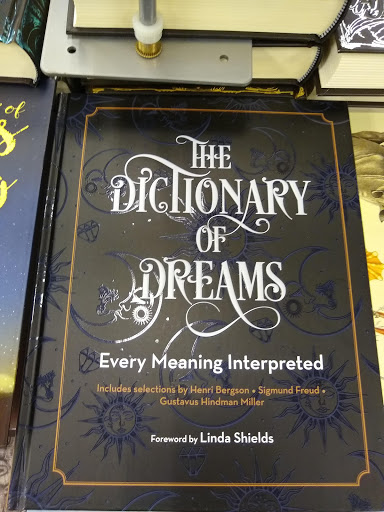 of
THE
DICTIONARY
OF
DREAMS
Every Meaning Interpreted
Includes selections by Henri Bergson • Sigmund Freud •
Gustavus Hindman Miller
Foreword by Linda Shields